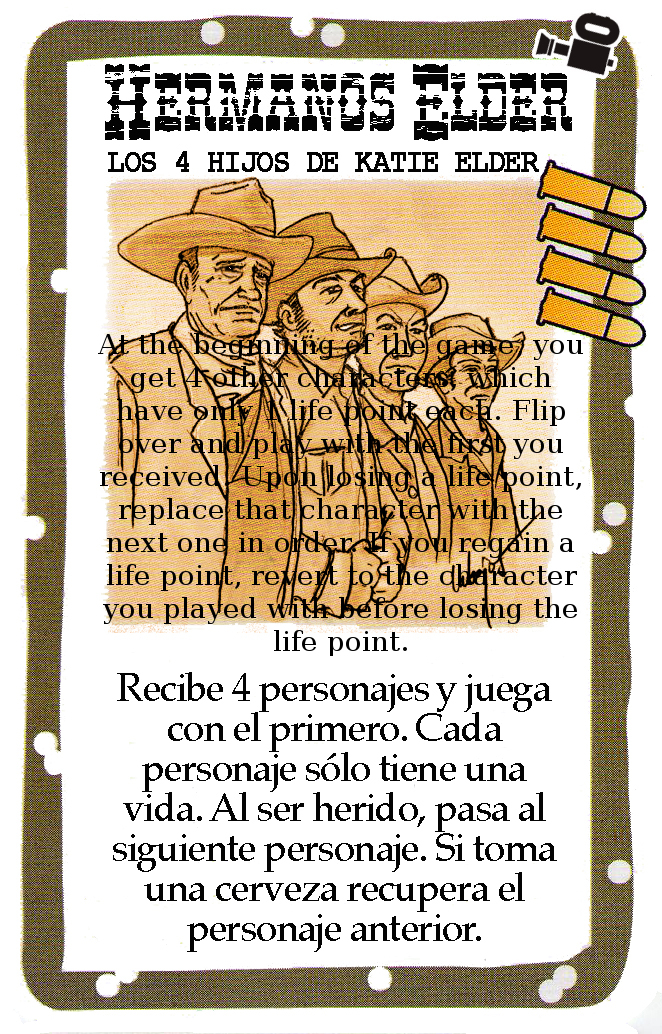 HERMANOS ELDER
LOS 4 HIJOS DE KATIE ELDER
At the beginning of the game, you
get 4 other characters, which
have only 1 life point each. Flip
over and play with the first you
received. Upon losing a life point,
replace that character with the
next one in order. If you regain a
life point, revert to the character
you played with before losing the
life point.
Recibe 4 personajes y juega
con el primero. Cada
personaje sólo tiene una
vida. Al ser herido, pasa al
siguiente personaje. Si toma
una cerveza recupera el
personaje anterior.